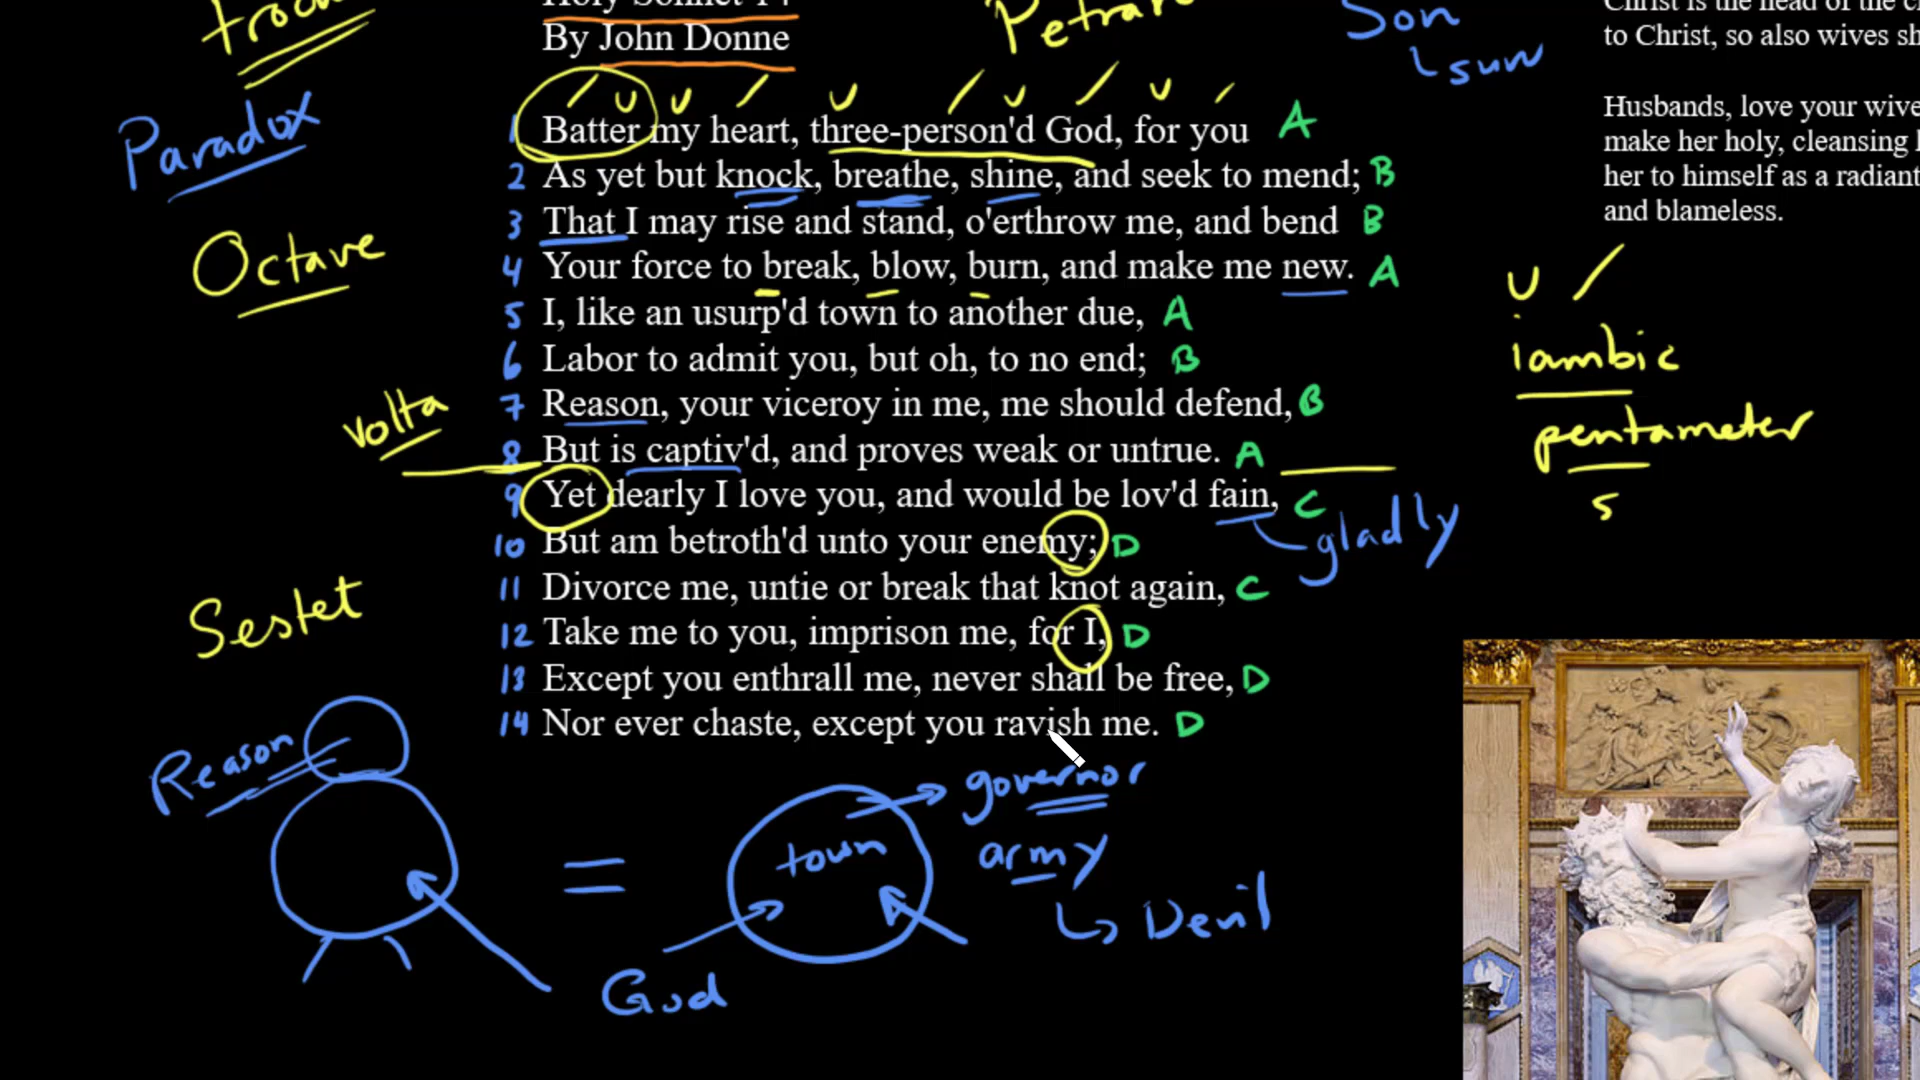 Holy Sonnet 14
By John Donne
Son
sun
to Christ, so also wives sh
Paradox
Octave
volta
Sestet
1 Batter my heart, three-person'd God, for you A
2 As yet but knock, breathe, shine, and seek to mend; B
3 That I may rise and stand, o'erthrow me, and bend B
4 Your force to break, blow, burn, and make me new. A
5 I, like an usurp'd town to another due, A
6 Labor to admit you, but oh, to no end; B
7 Reason, your viceroy in me, me should defend, B
8 But is captiv'd, and proves weak or untrue. A
9 Yet dearly I love you, and would be lov'd fain, C
gladly
10 But am betroth'd unto your enemy; D
11 Divorce me, untie or break that knot again, C
12 Take me to you, imprison me, for I, D
13 Except you enthrall me, never shall be free, D
14 Nor ever chaste, except you ravish me. D
Husbands, love your wive
make her holy, cleansing
her to himself as a radiant
and blameless.
iambic
pentameter
5
Reason
=
town
governor
army
Devil
God